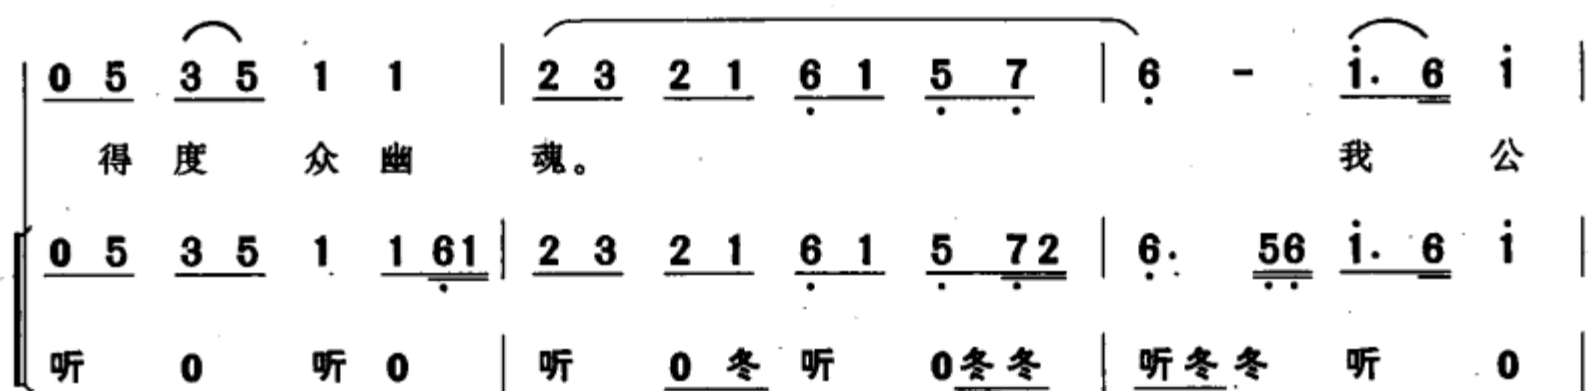 0 5 3 5 1 1 | 2 3 2 1 6 1 5 7 | 6 - 1. 6 1 |
得 度 众 幽 魂。 我 公
0 5 3 5 1 1 61 | 2 3 2 1 6 1 5 72 | 6. 56 1. 6 1 |
听 0 听 0 | 听 0 冬 听 0冬冬 | 听冬冬 听 0 |